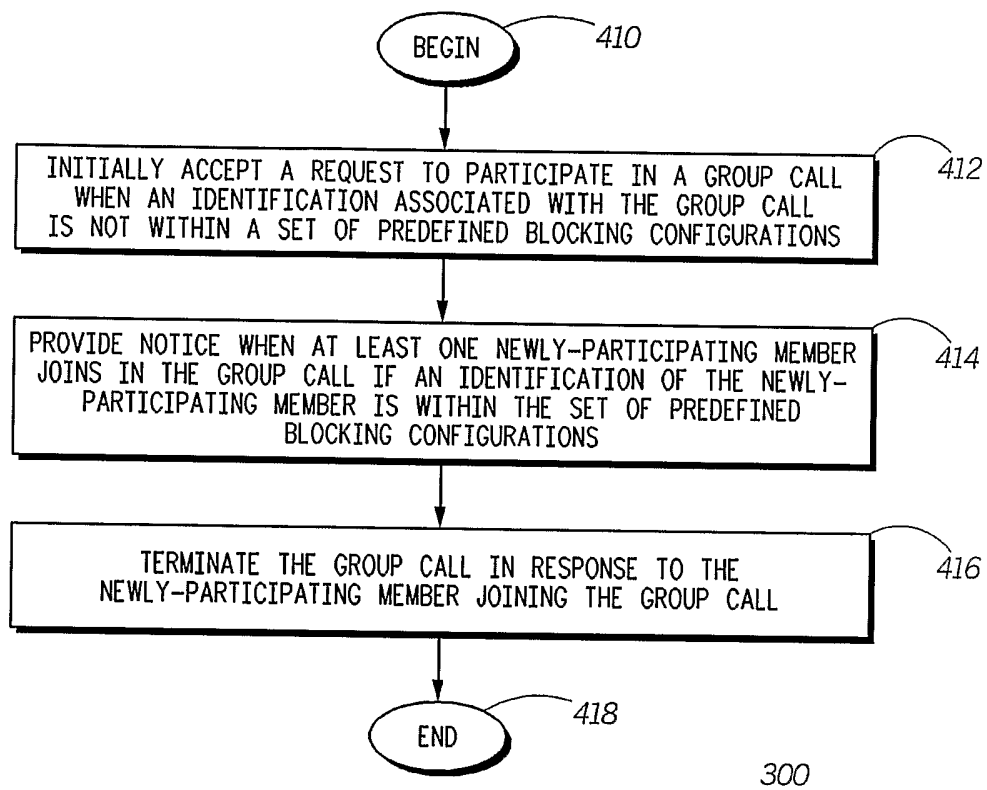 BEGIN
410
INITIALLY ACCEPT A REQUEST TO PARTICIPATE IN A GROUP CALL
WHEN AN IDENTIFICATION ASSOCIATED WITH THE GROUP CALL
IS NOT WITHIN A SET OF PREDEFINED BLOCKING CONFIGURATIONS
412
PROVIDE NOTICE WHEN AT LEAST ONE NEWLY-PARTICIPATING MEMBER
JOINS IN THE GROUP CALL IF AN IDENTIFICATION OF THE NEWLY-
PARTICIPATING MEMBER IS WITHIN THE SET OF PREDEFINED
BLOCKING CONFIGURATIONS
414
TERMINATE THE GROUP CALL IN RESPONSE TO THE
NEWLY-PARTICIPATING MEMBER JOINING THE GROUP CALL
416
END
418
300